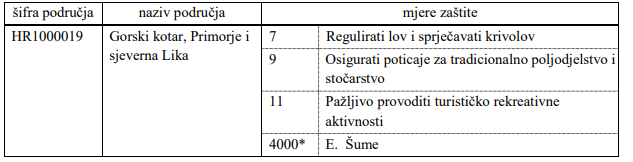 šifra područja naziv područja mjere zaštite
HR1000019 Gorski kotar, Primorje i 7 Regulirati lov i sprječavati krivolov
sjeverna Lika 9 Osigurati poticaje za tradicionalno poljodjelstvo i
stočarstvo
11 Pažljivo provoditi turističko rekreativne
aktivnosti
4000* E. Šume